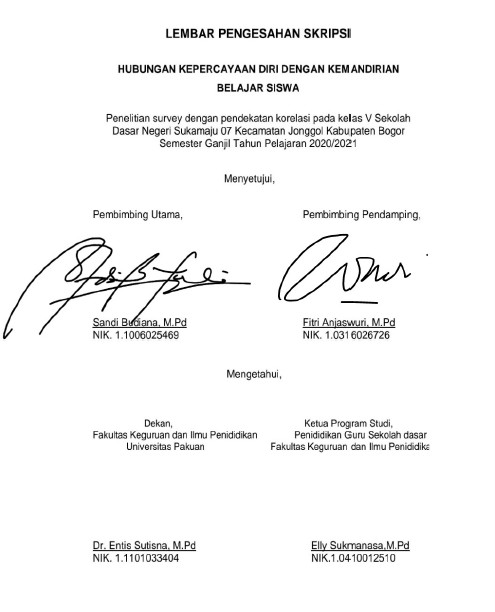 LEMBAR PENGESAHAN SKRIPSI
HUBUNGAN KEPERCAYAAN DIRI DENGAN KEMANDIRIAN
BELAJAR SISWA
Penelitian survey dengan pendekatan korelasi pada kelas V Sekolah
Dasar Negeri Sukamaju 07 Kecamatan Jonggol Kabupaten Bogor
Semester Ganjil Tahun Pelajaran 2020/2021
Menyetujui,
Pembimbing Utama,
Pembimbing Pendamping,
Sandi Budiana, M.Pd
NIK. 1.1006025469
Fitri Anjaswuri, M.Pd
NIK. 1.0316026726
Mengetahui,
Dekan,
Fakultas Keguruan dan Ilmu Penididikan
Universitas Pakuan
Ketua Program Studi,
Penididikan Guru Sekolah dasar
Fakultas Keguruan dan Ilmu Penididika
Dr. Entis Sutisna, M.Pd
NIK. 1.1101033404
Elly Sukmanasa,M.Pd
NIK.1.0410012510